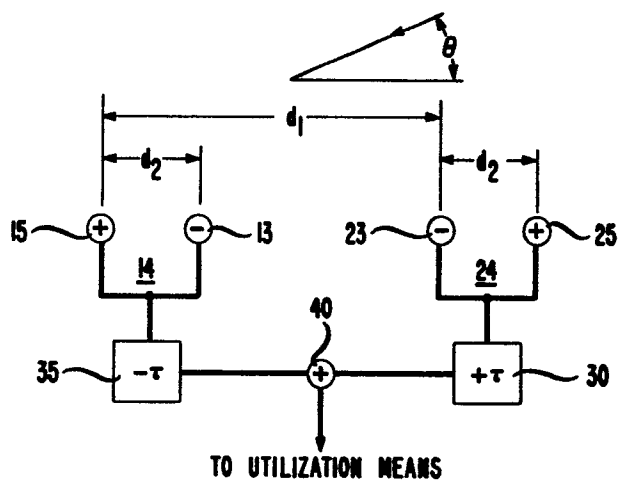 θ
d₁
d₂ d₂
15 + − 13 23 − + 25
14 24
40
35 −τ + +τ 30
TO UTILIZATION MEANS